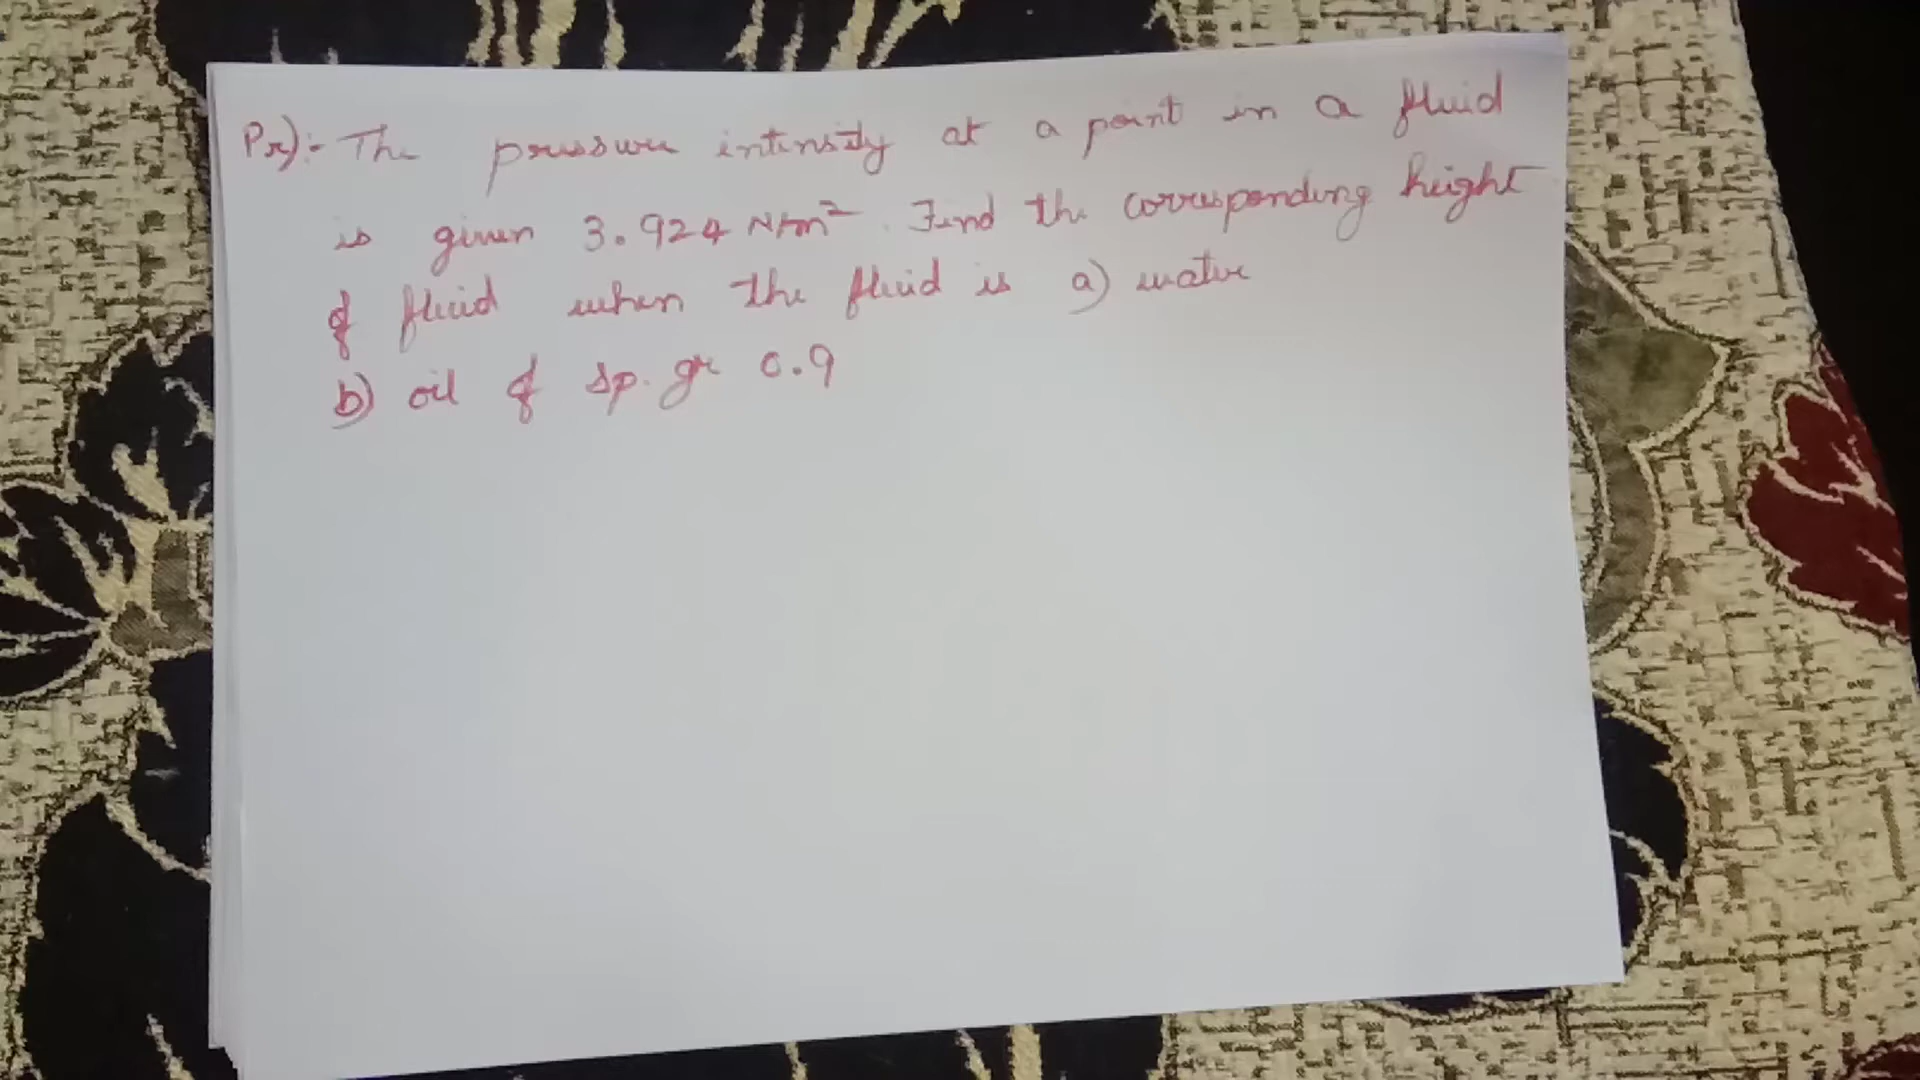 Pr):- The pressure intensity at a point in a fluid
is given 3.924 N/m². Find the corresponding height
of fluid when the fluid is a) water
b) oil of sp. gr 0.9